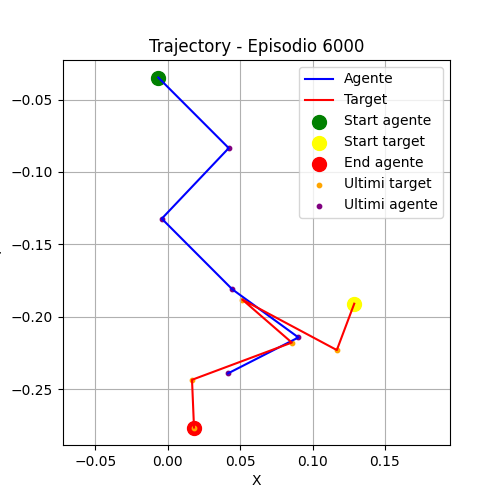 Trajectory - Episodio 6000
Agente
Target
Start agente
Start target
End agente
Ultimi target
Ultimi agente
−0.05
−0.10
−0.15
−0.20
−0.25
−0.05
0.00
0.05
0.10
0.15
X